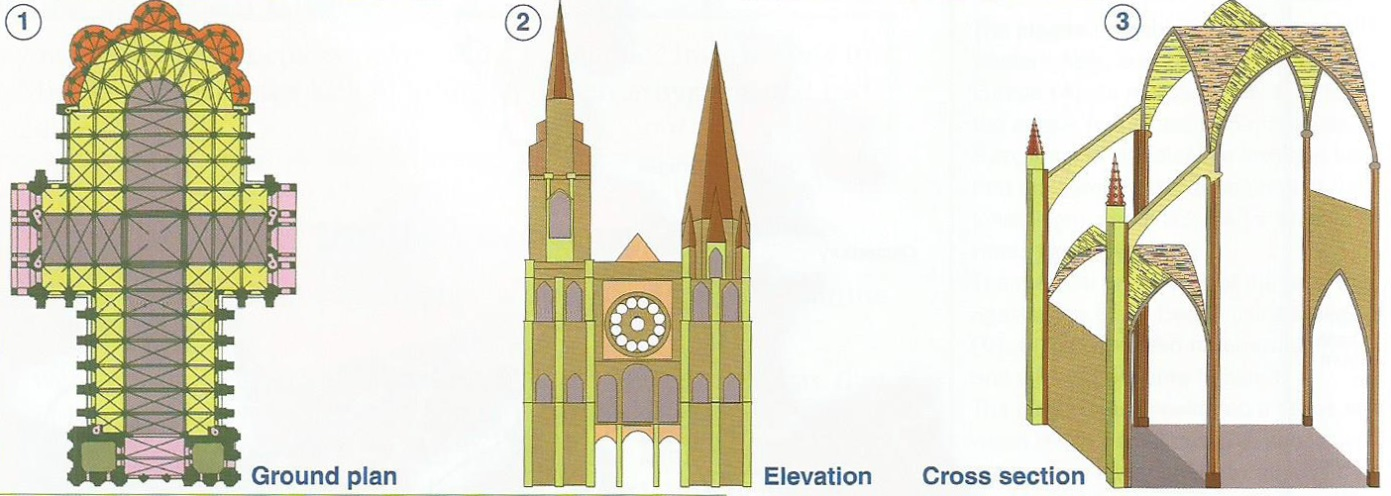 1
2
3
Ground plan
Elevation
Cross section